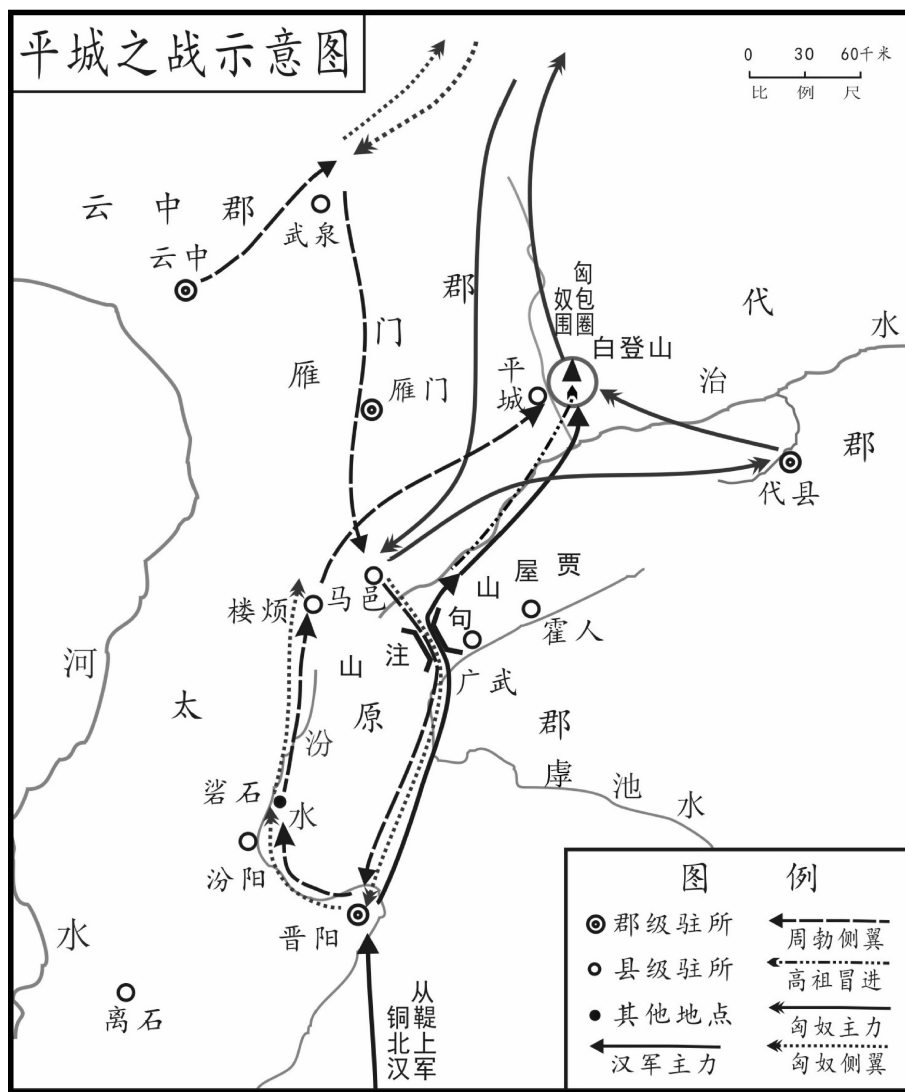 平城之战示意图
0 30 60千米
比例尺
云中郡
武泉
云中
雁门郡
雁门
匈奴包围圈
白登山
平城
代郡
治水
代县
马邑
楼烦
句注山
贾屋山
霍人
广武
太原郡
汾水
河水
虖池水
砻石
汾阳
晋阳
离石
从鞮上军
铜北汉
图例
郡级驻所
县级驻所
其他地点
汉军主力
周勃侧翼
高祖冒进
匈奴主力
匈奴侧翼